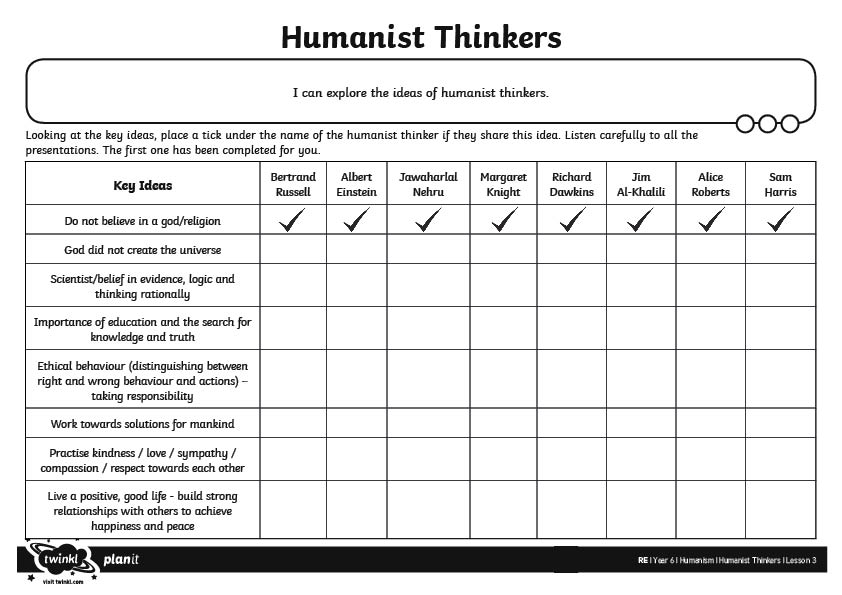 Humanist Thinkers
I can explore the ideas of humanist thinkers.
Looking at the key ideas, place a tick under the name of the humanist thinker if they share this idea. Listen carefully to all the
presentations. The first one has been completed for you.
Key Ideas
Bertrand
Russell
Albert
Einstein
Jawaharlal
Nehru
Margaret
Knight
Richard
Dawkins
Jim
Al-Khalili
Alice
Roberts
Sam
Harris
Do not believe in a god/religion
God did not create the universe
Scientist/belief in evidence, logic and
thinking rationally
Importance of education and the search for
knowledge and truth
Ethical behaviour (distinguishing between
right and wrong behaviour and actions) –
taking responsibility
Work towards solutions for mankind
Practise kindness / love / sympathy /
compassion / respect towards each other
Live a positive, good life - build strong
relationships with others to achieve
happiness and peace
twinkl
planit
visit twinkl.com
RE | Year 6 | Humanism | Humanist Thinkers | Lesson 3